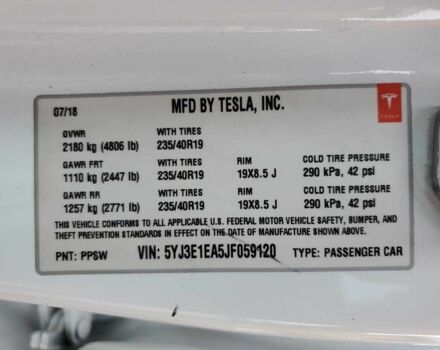 07/18 MFD BY TESLA, INC.
TESLA
GVWR WITH TIRES
2180 kg (4806 lb) 235/40R19
GAWR FRT WITH TIRES RIM COLD TIRE PRESSURE
1110 kg (2447 lb) 235/40R19 19X8.5 J 290 kPa, 42 psi
GAWR RR WITH TIRES RIM COLD TIRE PRESSURE
1257 kg (2771 lb) 235/40R19 19X8.5 J 290 kPa, 42 psi
THIS VEHICLE CONFORMS TO ALL APPLICABLE U.S. FEDERAL MOTOR VEHICLE SAFETY, BUMPER, AND
THEFT PREVENTION STANDARDS IN EFFECT ON THE DATE OF MANUFACTURE SHOWN ABOVE.
PNT: PPSW VIN: 5YJ3E1EA5JF059120 TYPE: PASSENGER CAR